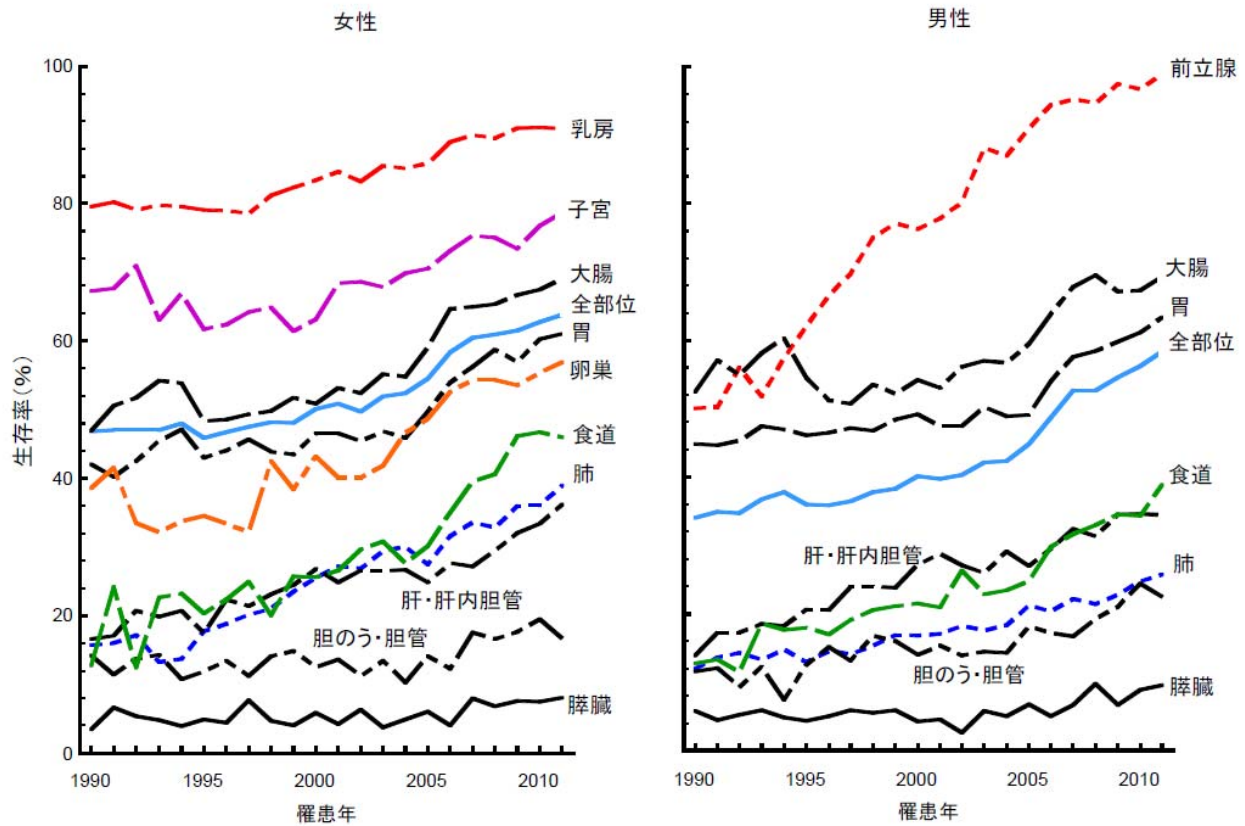 女性
男性
生存率(%)
100
80
60
40
20
0
乳房
子宮
大腸
全部位
胃
卵巣
食道
肺
肝・肝内胆管
胆のう・胆管
膵臓
1990
1995
2000
2005
2010
罹患年
前立腺
大腸
胃
全部位
食道
肝・肝内胆管
肺
胆のう・胆管
膵臓
1990
1995
2000
2005
2010
罹患年